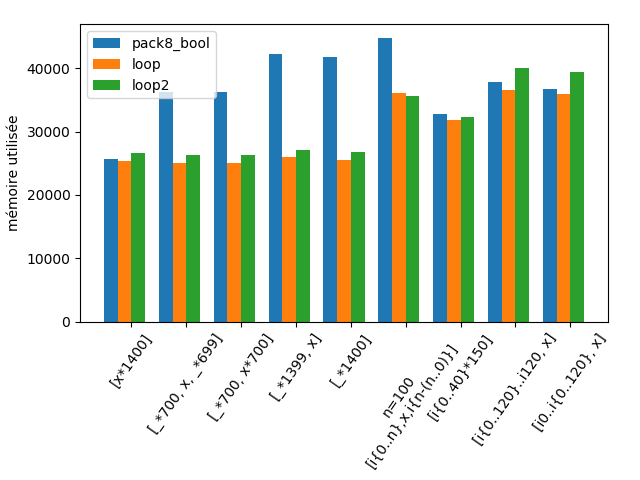 pack8_bool
loop
loop2
mémoire utilisée
40000
30000
20000
10000
0
[x*1400]
[_*700, x, _*699]
[_*700, x*700]
[_*1399, x]
[_*1400]
n=100
[i{0..n},x,i{n-(n..0)}]
[i{0..40}*150]
[i{0..120}..i120, x]
[i0..i{0..120}, x]